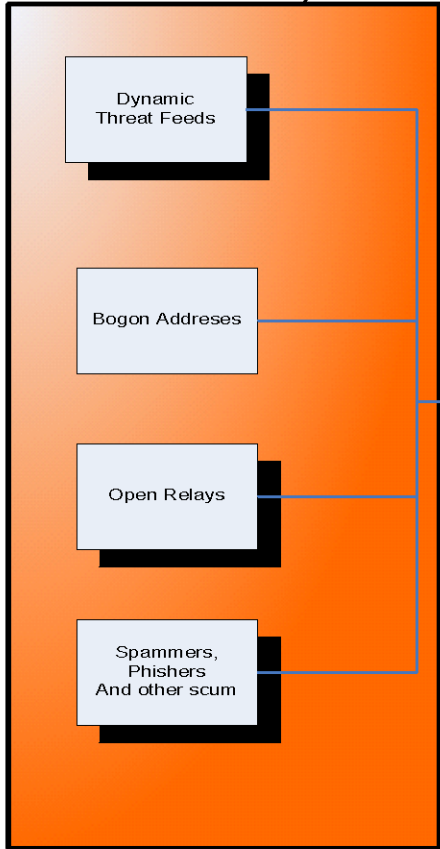 Dynamic
Threat Feeds
Bogon Addreses
Open Relays
Spammers,
Phishers
And other scum